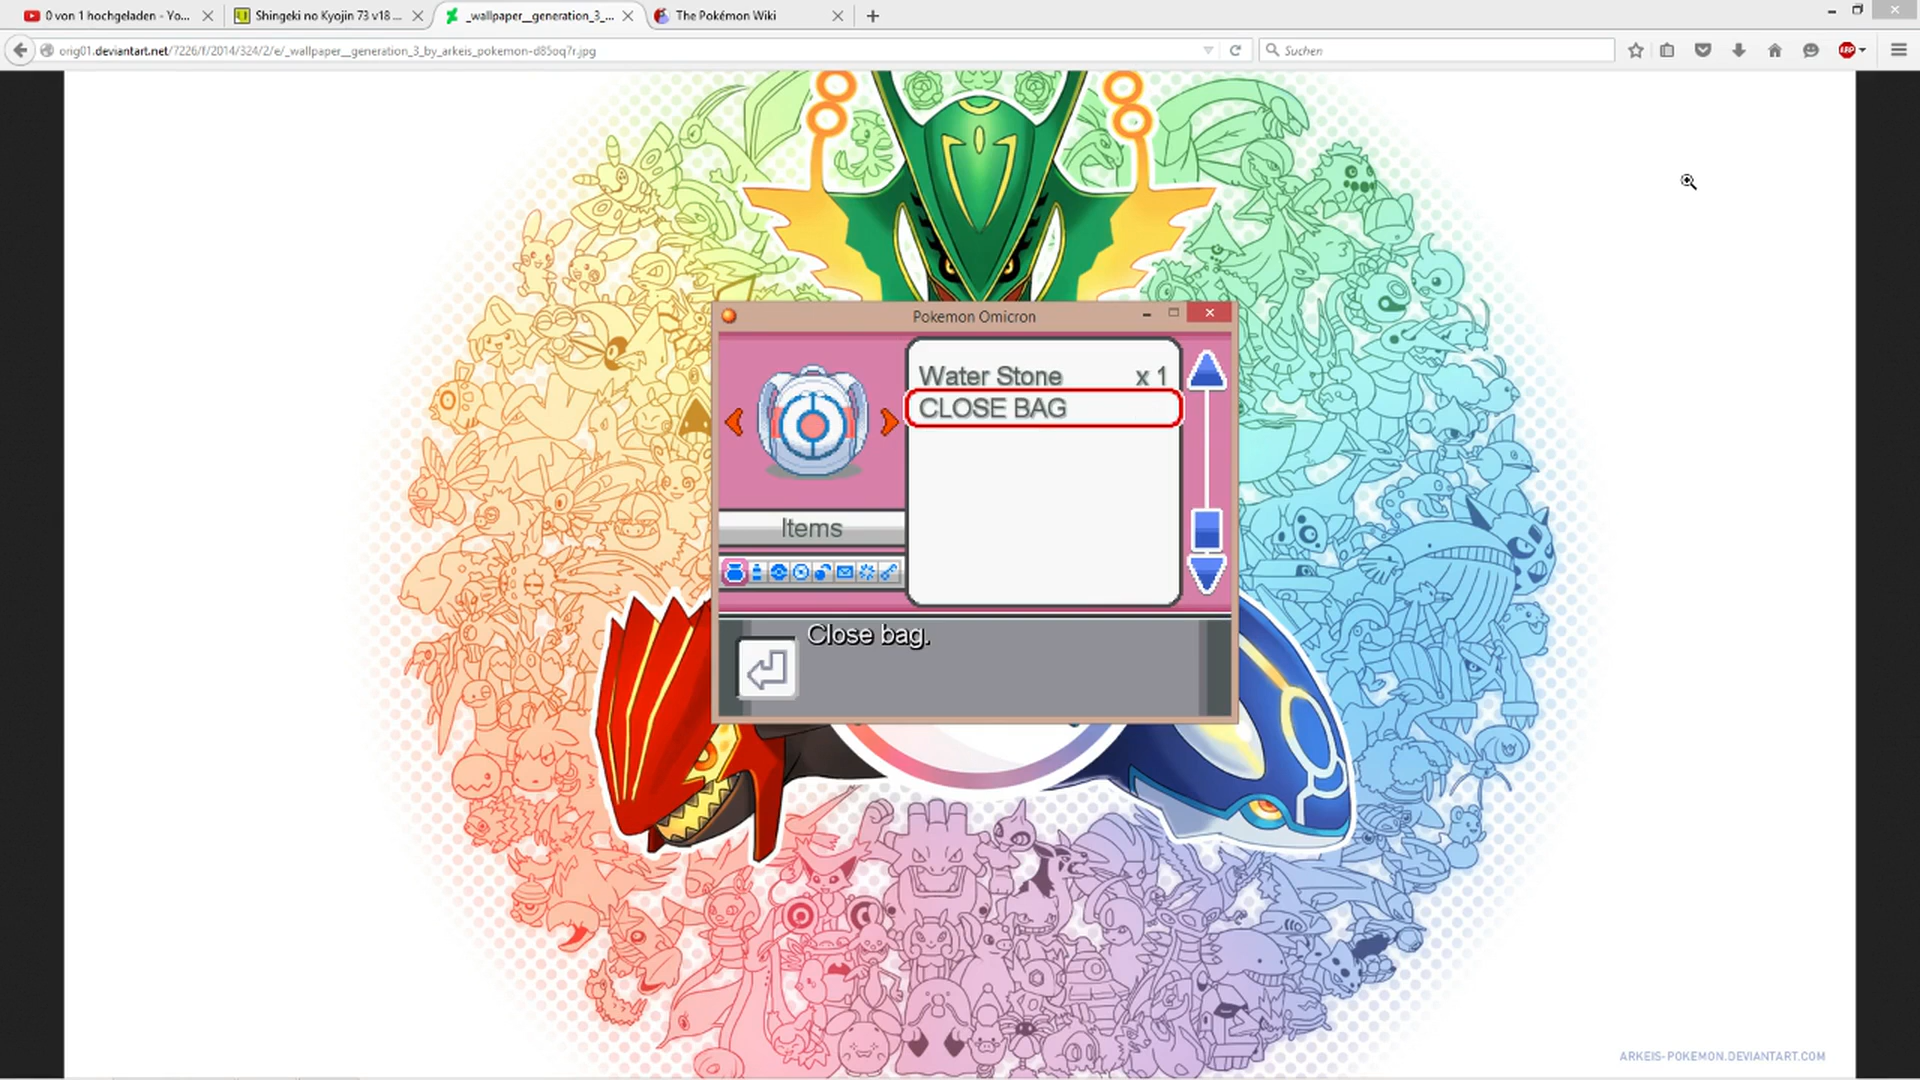 0 von 1 hochgeladen - Yo...
Shingeki no Kyojin 73 v18 ...
_wallpaper__generation_3_...
The Pokémon Wiki
orig01.deviantart.net/7226/f/2014/324/2/e/_wallpaper__generation_3_by_arkeis_pokemon-d85oq7r.jpg
Suchen
ABP
Pokemon Omicron
Water Stone x 1
CLOSE BAG
Items
Close bag.
ARKEIS-POKEMON.DEVIANTART.COM